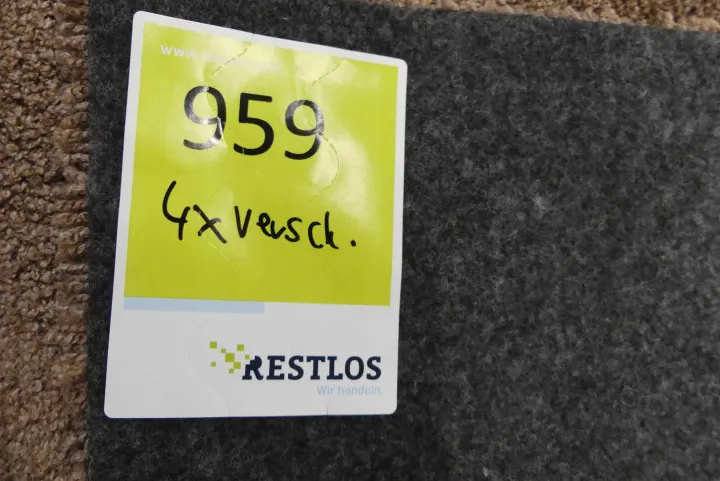 959
4x versch.
RESTLOS
Wir handeln.